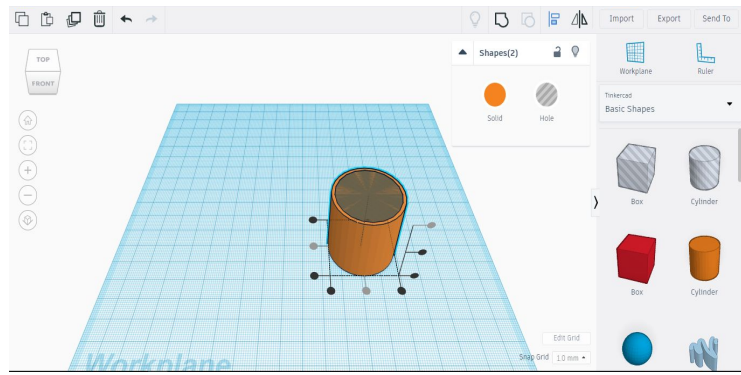 Import Export Send To
TOP
FRONT
Shapes(2)
Solid Hole
Workplane Ruler
Tinkercad
Basic Shapes
Box Cylinder
Box Cylinder
Workplane
Edit Grid
Snap Grid 1.0 mm